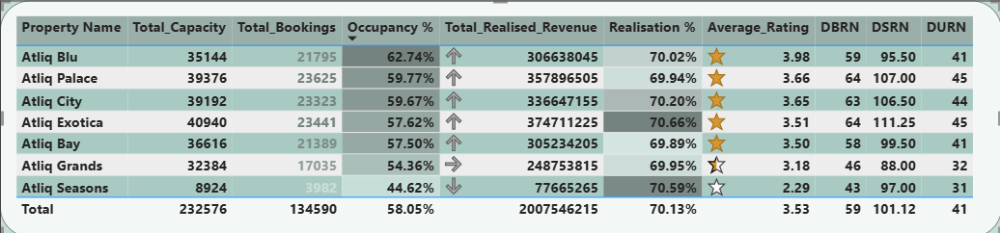 Property Name Total_Capacity Total_Bookings Occupancy % Total_Realised_Revenue Realisation % Average_Rating DBRN DSRN DURN
Atliq Blu 35144 21795 62.74% 306638045 70.02% 3.98 59 95.50 41
Atliq Palace 39376 23625 59.77% 357896505 69.94% 3.66 64 107.00 45
Atliq City 39192 23323 59.67% 336647155 70.20% 3.65 63 106.50 44
Atliq Exotica 40940 23441 57.62% 374711225 70.66% 3.51 64 111.25 45
Atliq Bay 36616 21389 57.50% 305234205 69.89% 3.50 58 99.50 41
Atliq Grands 32384 17035 54.36% 248753815 69.95% 3.18 46 88.00 32
Atliq Seasons 8924 3982 44.62% 77665265 70.59% 2.29 43 97.00 31
Total 232576 134590 58.05% 2007546215 70.13% 3.53 59 101.12 41